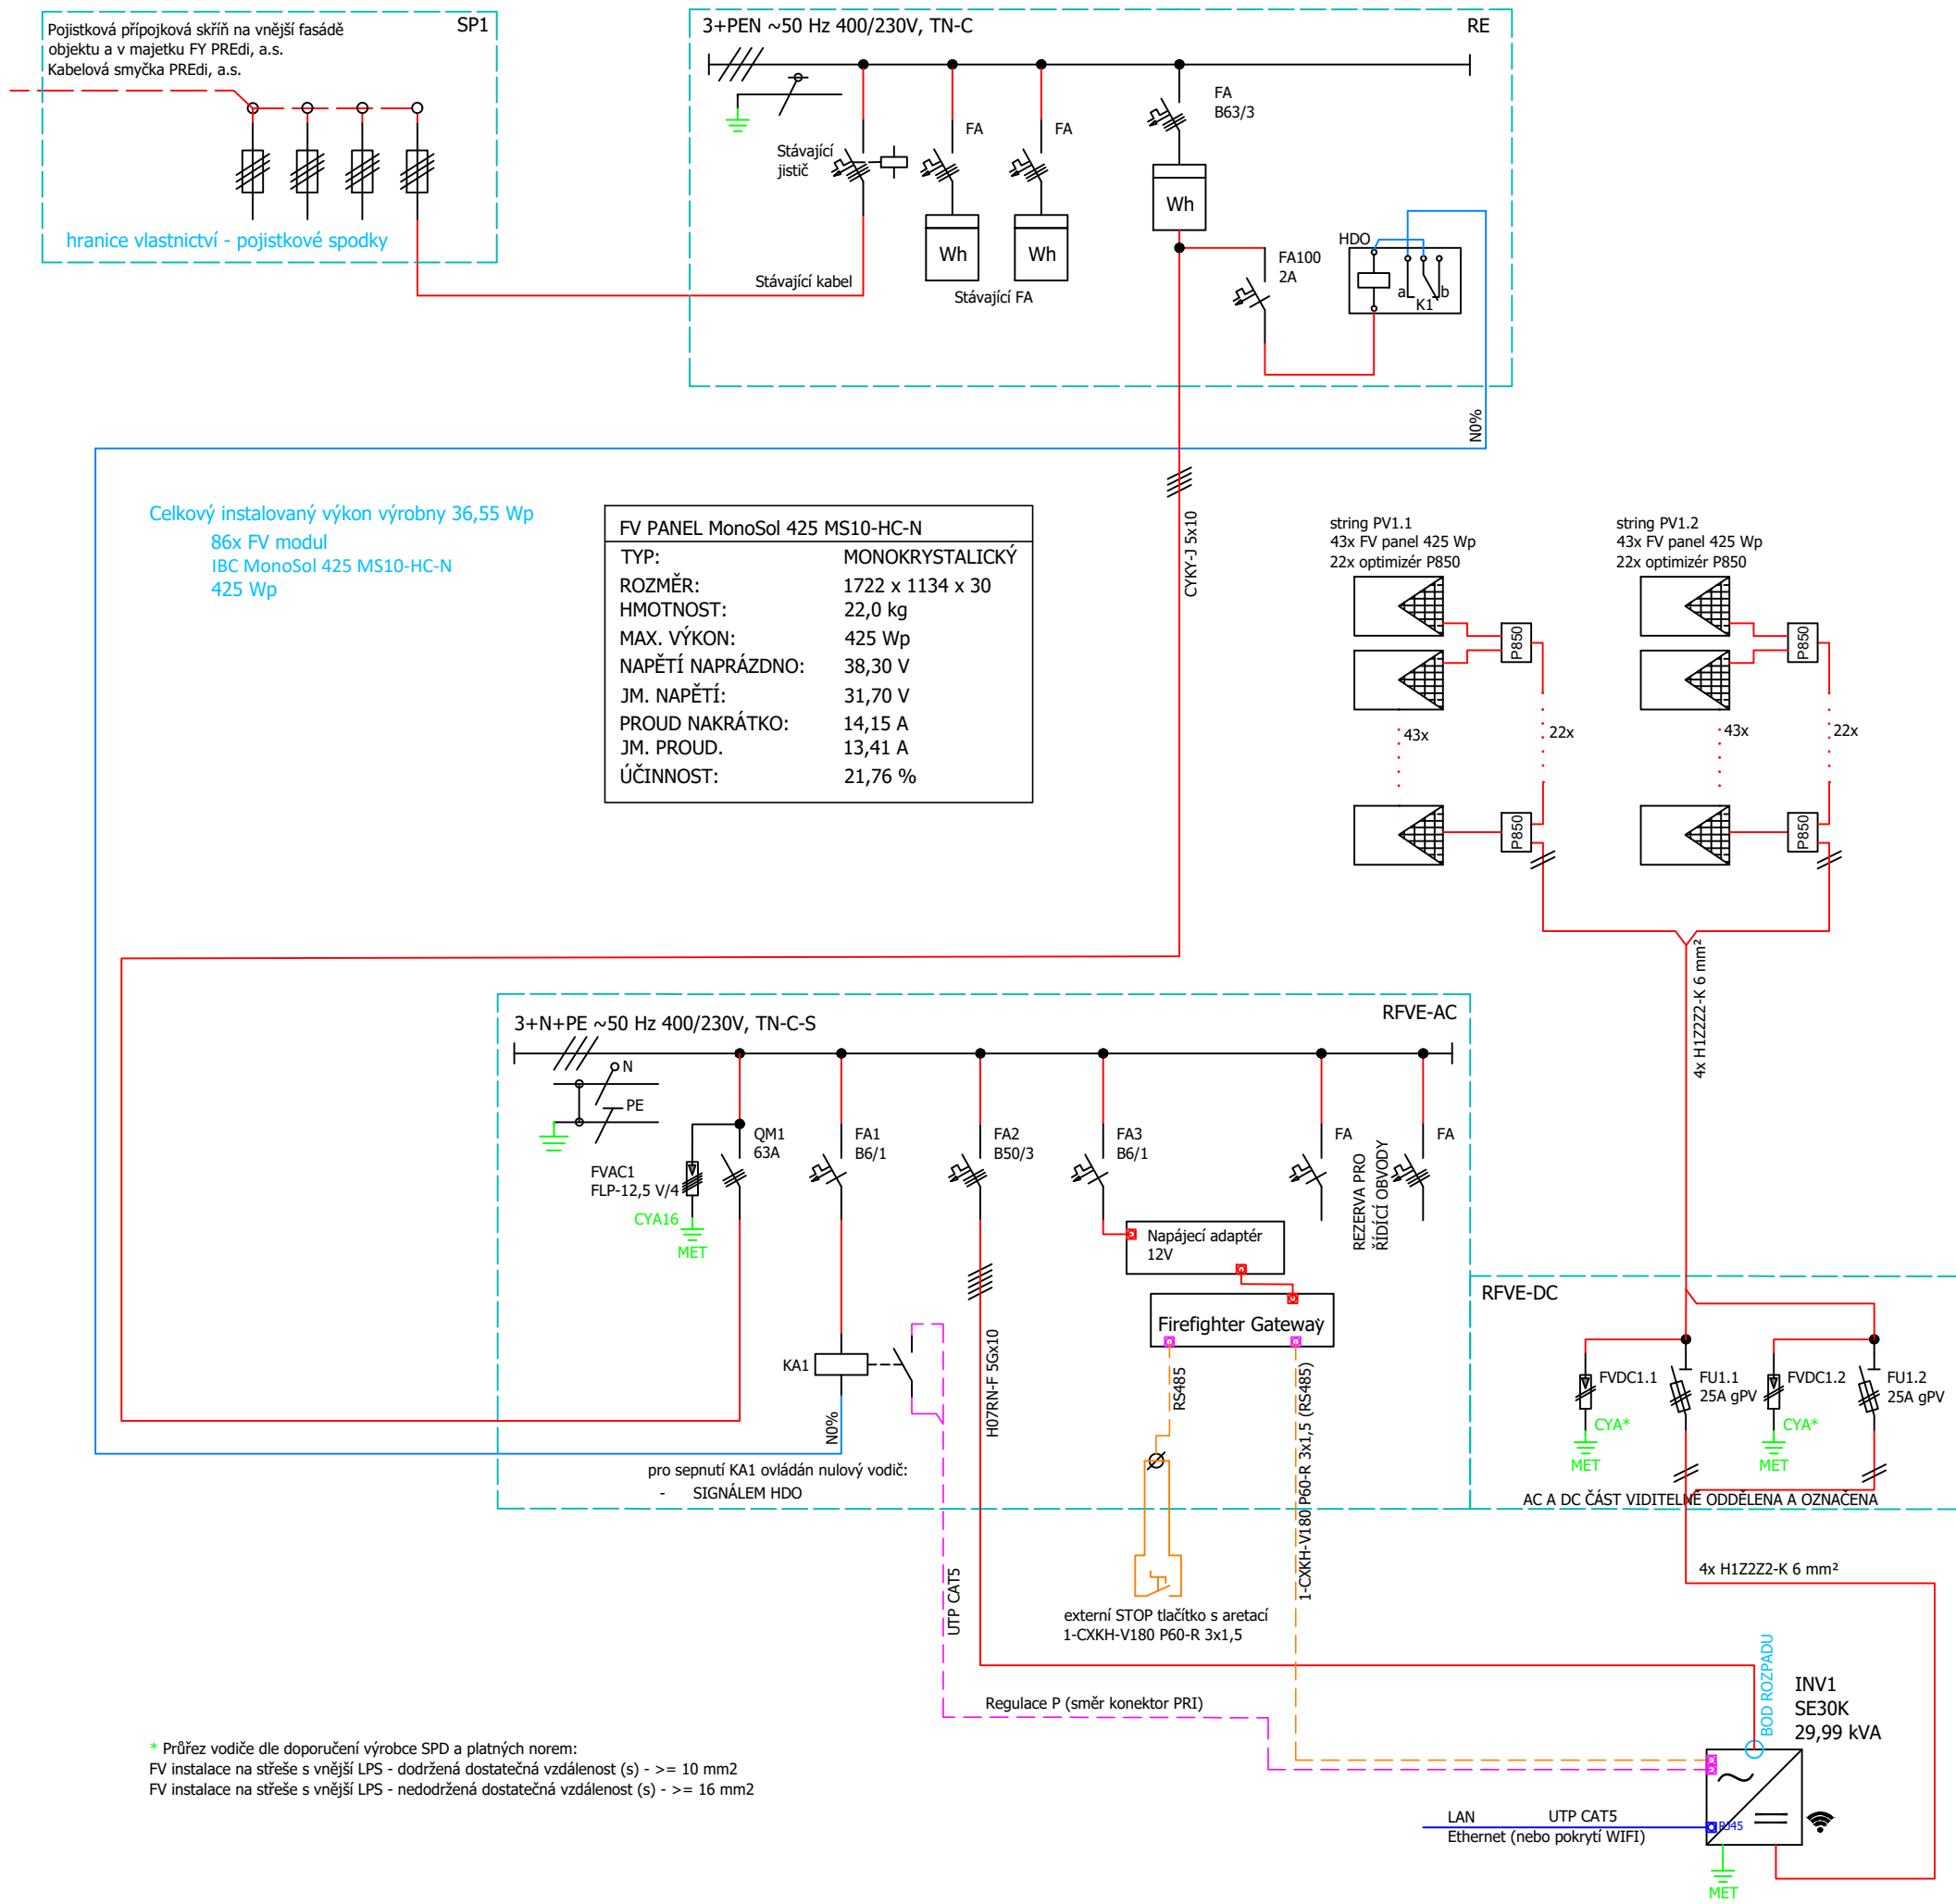 Pojistková přípojková skříň na vnější fasádě
objektu a v majetku FY PREdi, a.s.
Kabelová smyčka PREdi, a.s.
SP1
hranice vlastnictví - pojistkové spodky
3+PEN ~50 Hz 400/230V, TN-C
RE
Stávající
jistič
FA
FA
FA
B63/3
Wh
Wh
Wh
Stávající FA
Stávající kabel
FA100
2A
HDO
a
K1
b
N0%
CYKY-J 5x10
Celkový instalovaný výkon výrobny 36,55 Wp
86x FV modul
IBC MonoSol 425 MS10-HC-N
425 Wp
FV PANEL MonoSol 425 MS10-HC-N
TYP: MONOKRYSTALICKÝ
ROZMĚR: 1722 x 1134 x 30
HMOTNOST: 22,0 kg
MAX. VÝKON: 425 Wp
NAPĚTÍ NAPRÁZDNO: 38,30 V
JM. NAPĚTÍ: 31,70 V
PROUD NAKRÁTKO: 14,15 A
JM. PROUD. 13,41 A
ÚČINNOST: 21,76 %
string PV1.1
43x FV panel 425 Wp
22x optimizér P850
P850
43x
22x
P850
string PV1.2
43x FV panel 425 Wp
22x optimizér P850
P850
43x
22x
P850
4x H1Z2Z2-K 6 mm²
3+N+PE ~50 Hz 400/230V, TN-C-S
RFVE-AC
N
PE
FVAC1
FLP-12,5 V/4
CYA16
MET
QM1
63A
FA1
B6/1
FA2
B50/3
FA3
B6/1
FA
FA
REZERVA PRO
ŘÍDÍCÍ OBVODY
Napájecí adaptér
12V
Firefighter Gateway
KA1
N0%
H07RN-F 5Gx10
RS485
1-CXKH-V180 P60-R 3x1,5 (RS485)
pro sepnutí KA1 ovládán nulový vodič:
- SIGNÁLEM HDO
UTP CAT5
externí STOP tlačítko s aretací
1-CXKH-V180 P60-R 3x1,5
RFVE-DC
FVDC1.1
CYA*
MET
FU1.1
25A gPV
FVDC1.2
CYA*
MET
FU1.2
25A gPV
AC A DC ČÁST VIDITELNĚ ODDĚLENA A OZNAČENA
4x H1Z2Z2-K 6 mm²
BOD ROZPADU
INV1
SE30K
29,99 kVA
Regulace P (směr konektor PRI)
LAN UTP CAT5
Ethernet (nebo pokrytí WIFI)
RJ45
MET
* Průřez vodiče dle doporučení výrobce SPD a platných norem:
FV instalace na střeše s vnější LPS - dodržená dostatečná vzdálenost (s) - >= 10 mm2
FV instalace na střeše s vnější LPS - nedodržená dostatečná vzdálenost (s) - >= 16 mm2